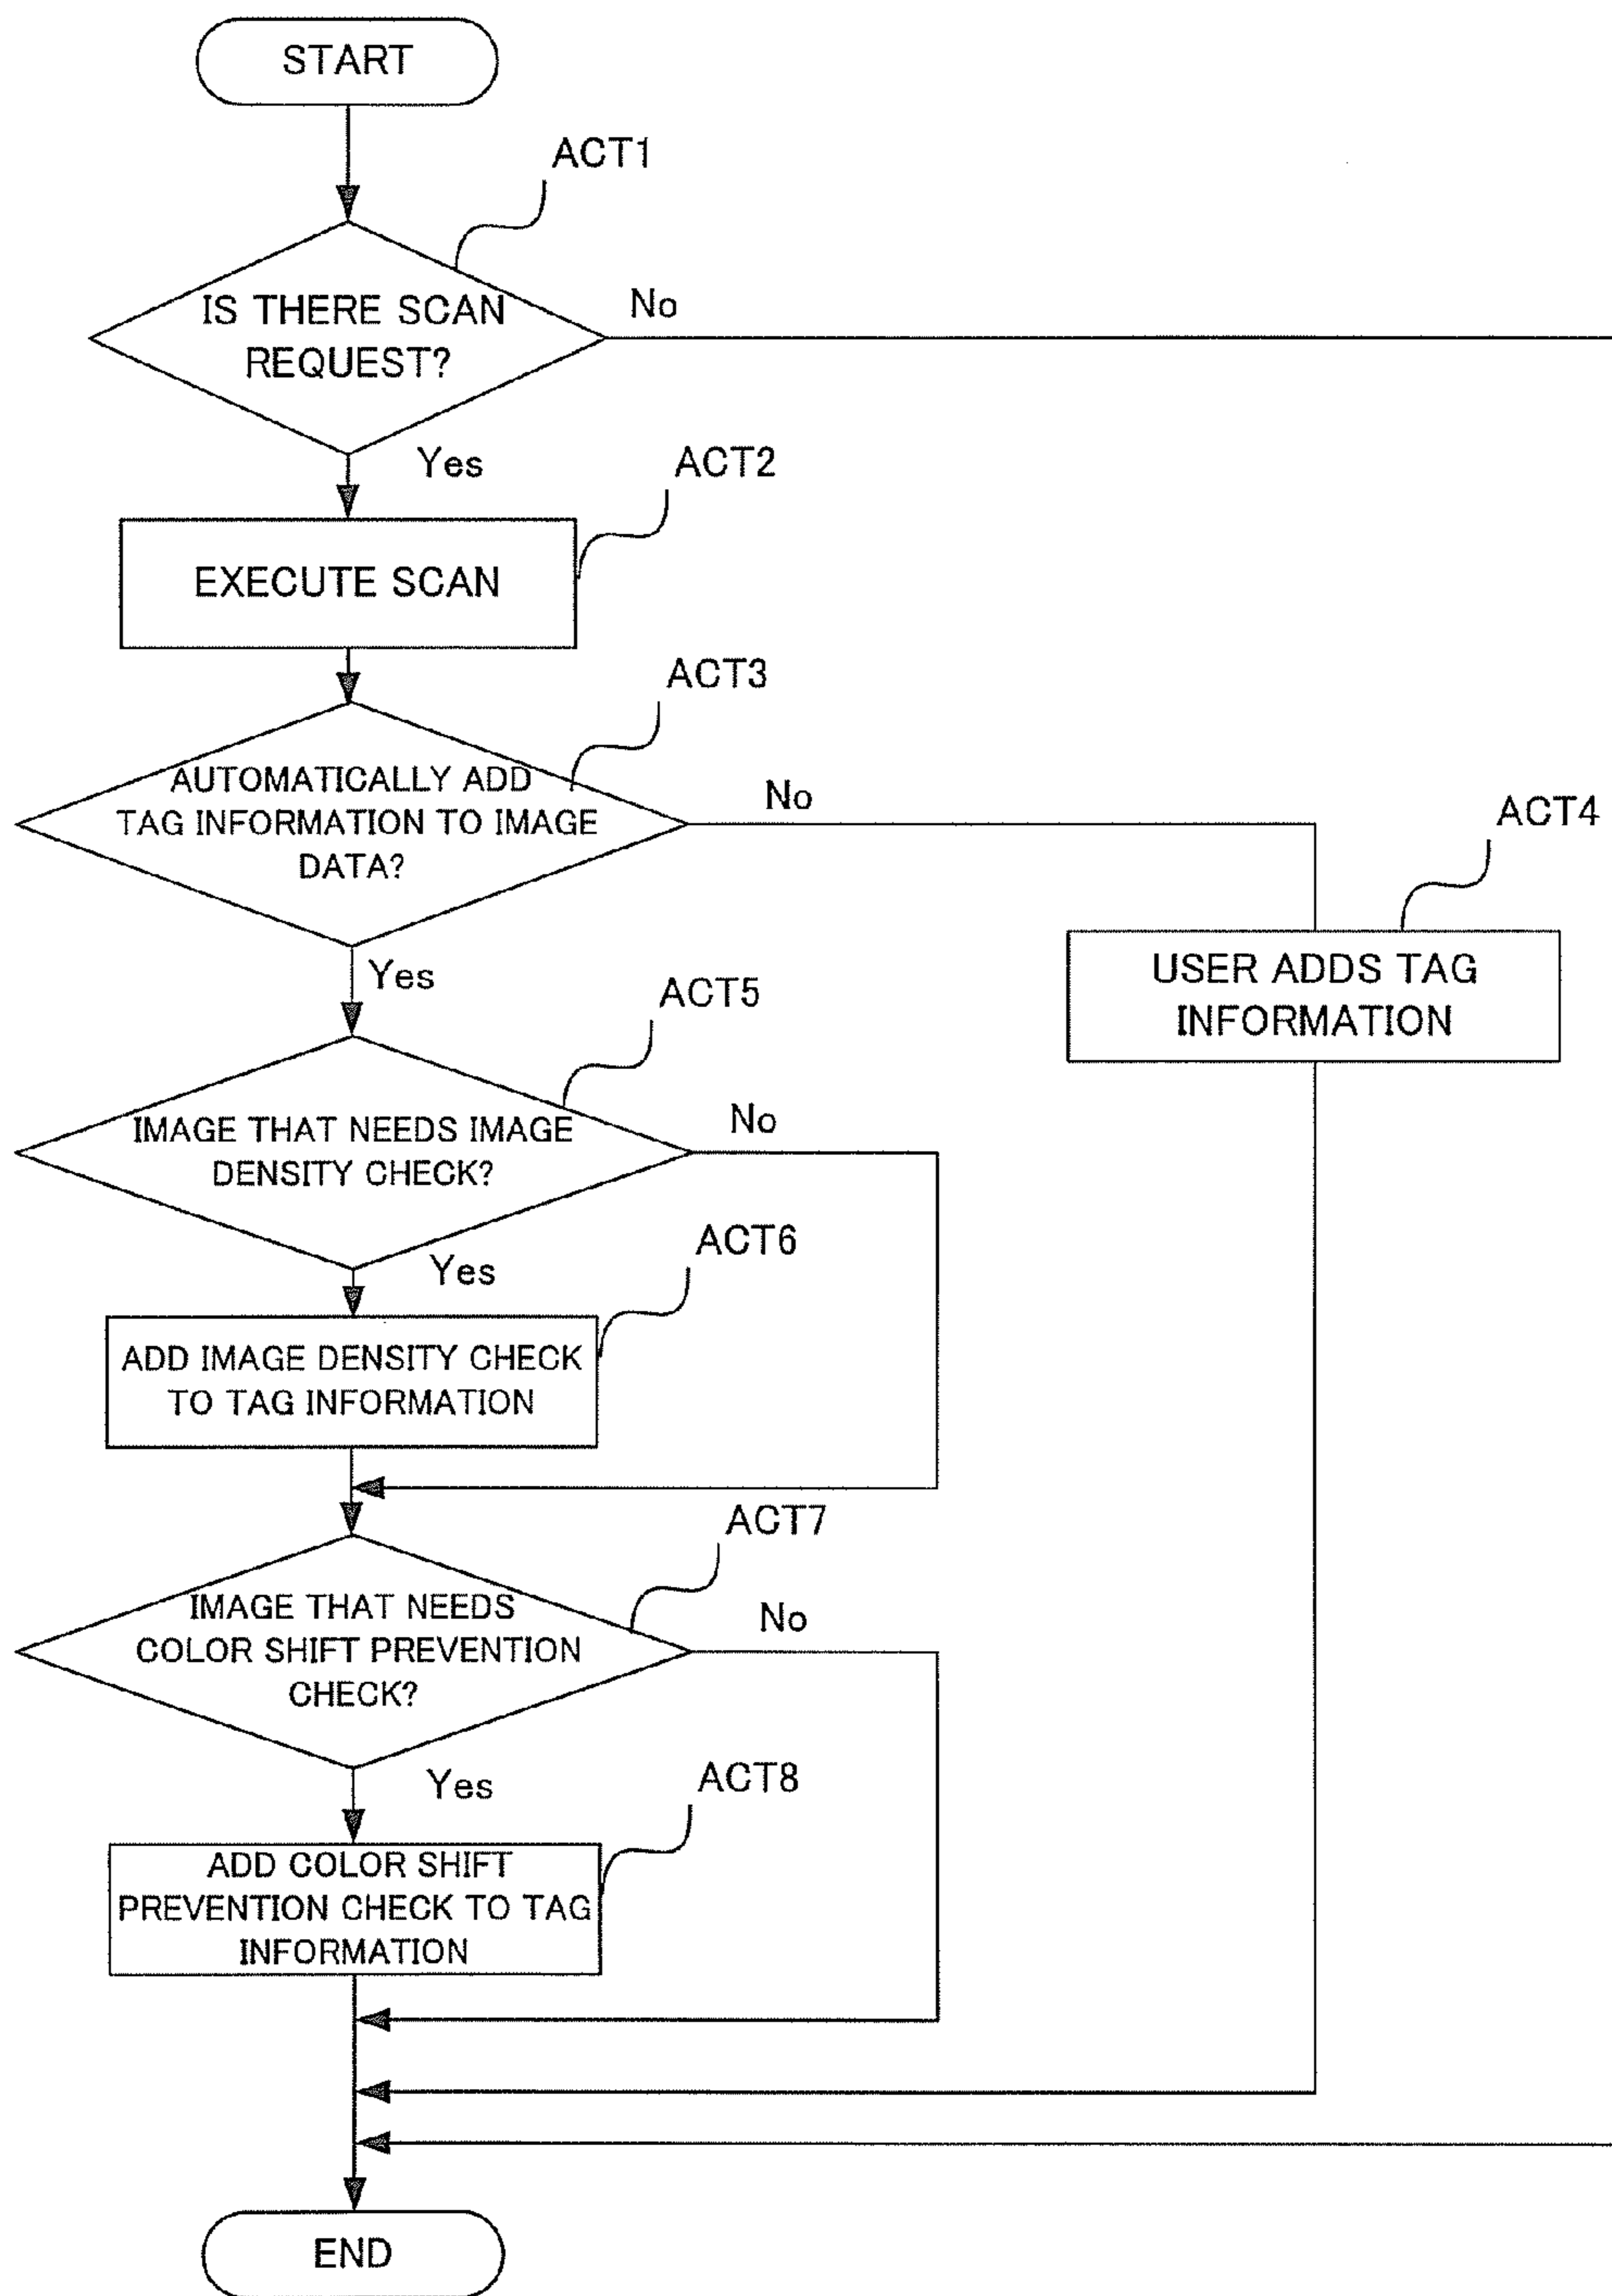 START
ACT1
IS THERE SCAN
REQUEST?
No
Yes
ACT2
EXECUTE SCAN
ACT3
AUTOMATICALLY ADD
TAG INFORMATION TO IMAGE
DATA?
No
ACT4
USER ADDS TAG
INFORMATION
Yes
ACT5
IMAGE THAT NEEDS IMAGE
DENSITY CHECK?
No
Yes
ACT6
ADD IMAGE DENSITY CHECK
TO TAG INFORMATION
ACT7
IMAGE THAT NEEDS
COLOR SHIFT PREVENTION
CHECK?
No
Yes
ACT8
ADD COLOR SHIFT
PREVENTION CHECK TO TAG
INFORMATION
END